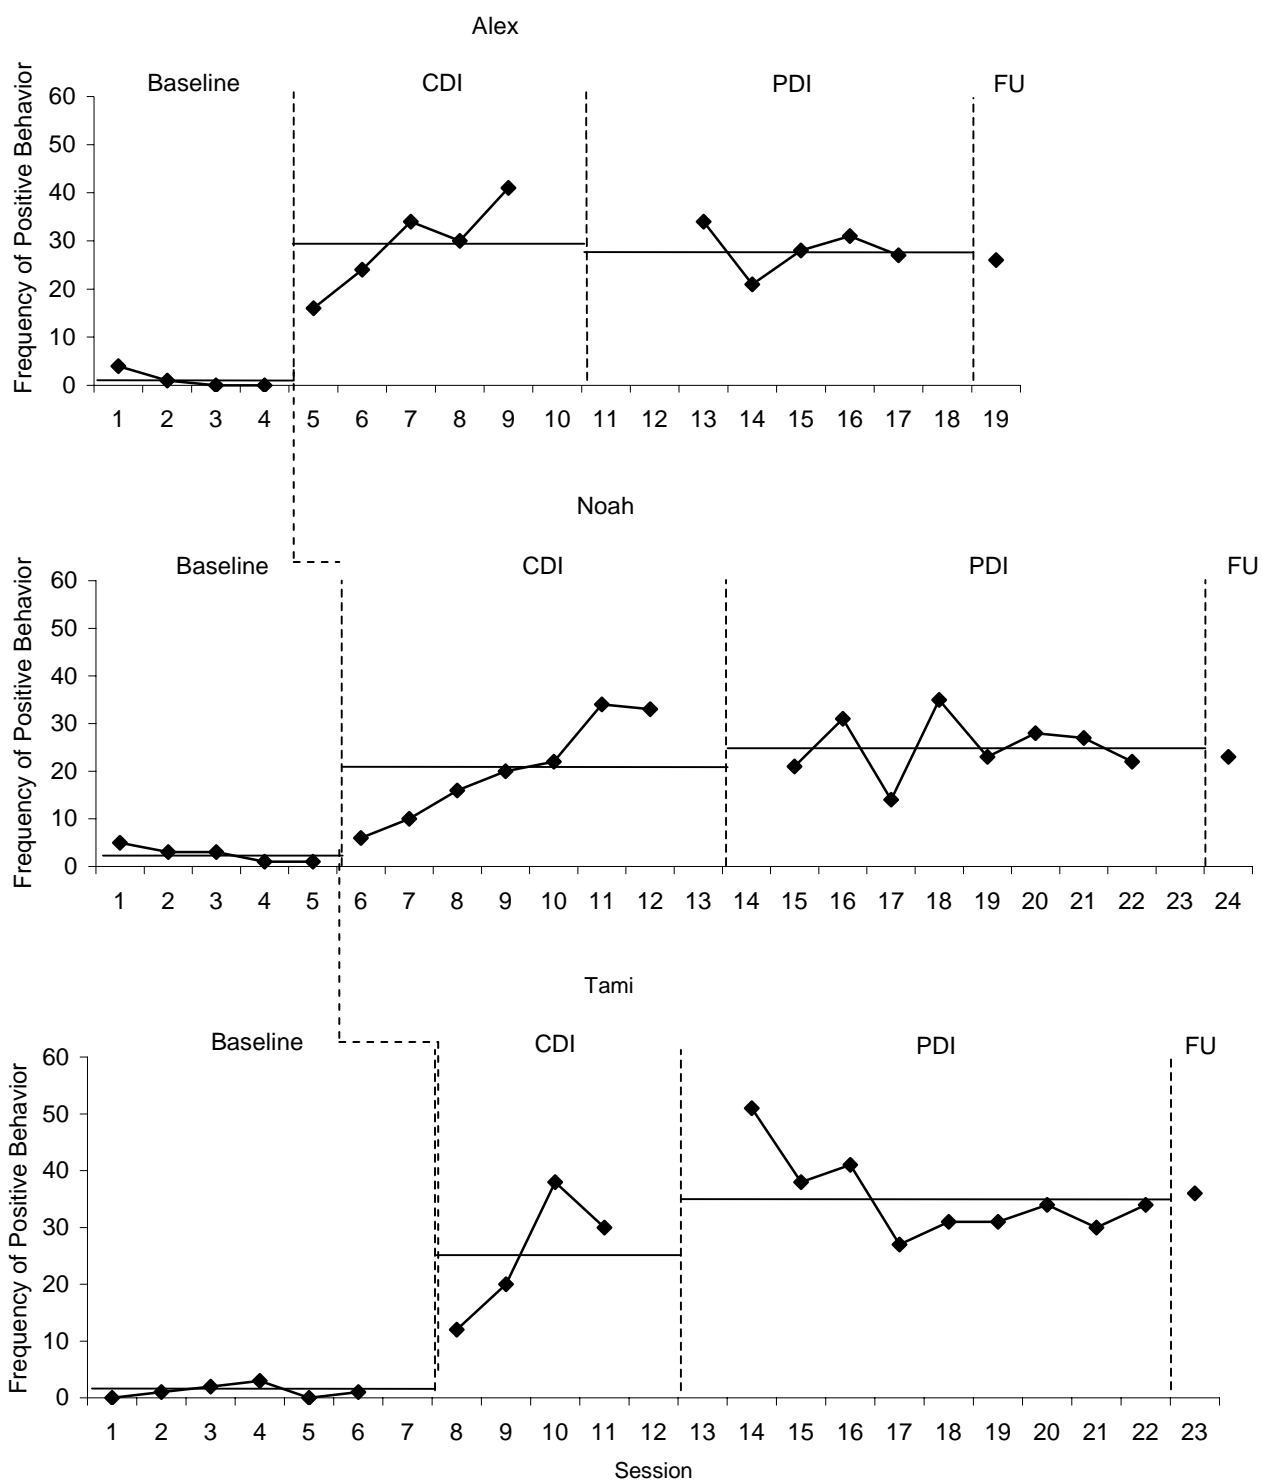 Alex
Baseline CDI PDI FU
Frequency of Positive Behavior
60
50
40
30
20
10
0
1 2 3 4 5 6 7 8 9 10 11 12 13 14 15 16 17 18 19
Noah
Baseline CDI PDI FU
Frequency of Positive Behavior
60
50
40
30
20
10
0
1 2 3 4 5 6 7 8 9 10 11 12 13 14 15 16 17 18 19 20 21 22 23 24
Tami
Baseline CDI PDI FU
Frequency of Positive Behavior
60
50
40
30
20
10
0
1 2 3 4 5 6 7 8 9 10 11 12 13 14 15 16 17 18 19 20 21 22 23
Session